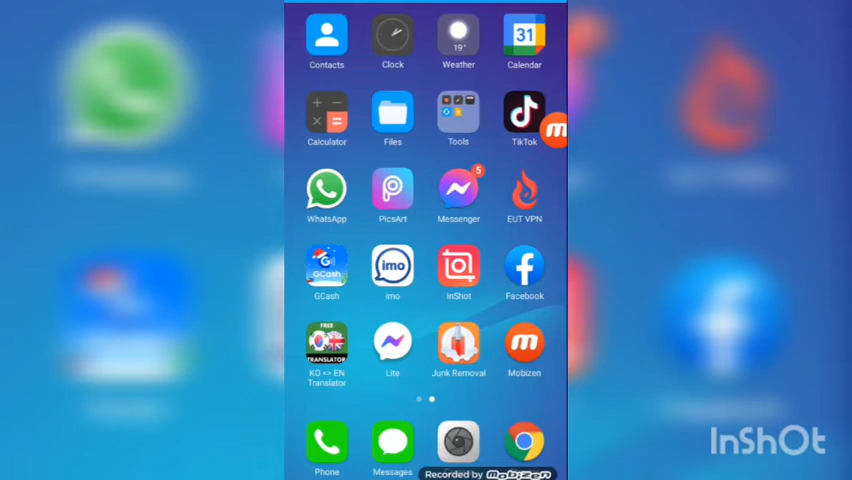 Contacts
Clock
19°
Weather
31
Calendar
Calculator
Files
Tools
TikTok
m
WhatsApp
PicsArt
5
Messenger
EUT VPN
G
GCash
GCash
imo
imo
InShot
Facebook
FREE
TRANSLATOR
KO <> EN
Translator
Lite
Junk Removal
m
Mobizen
Phone
Messages
Recorded by Mobizen
InShOt